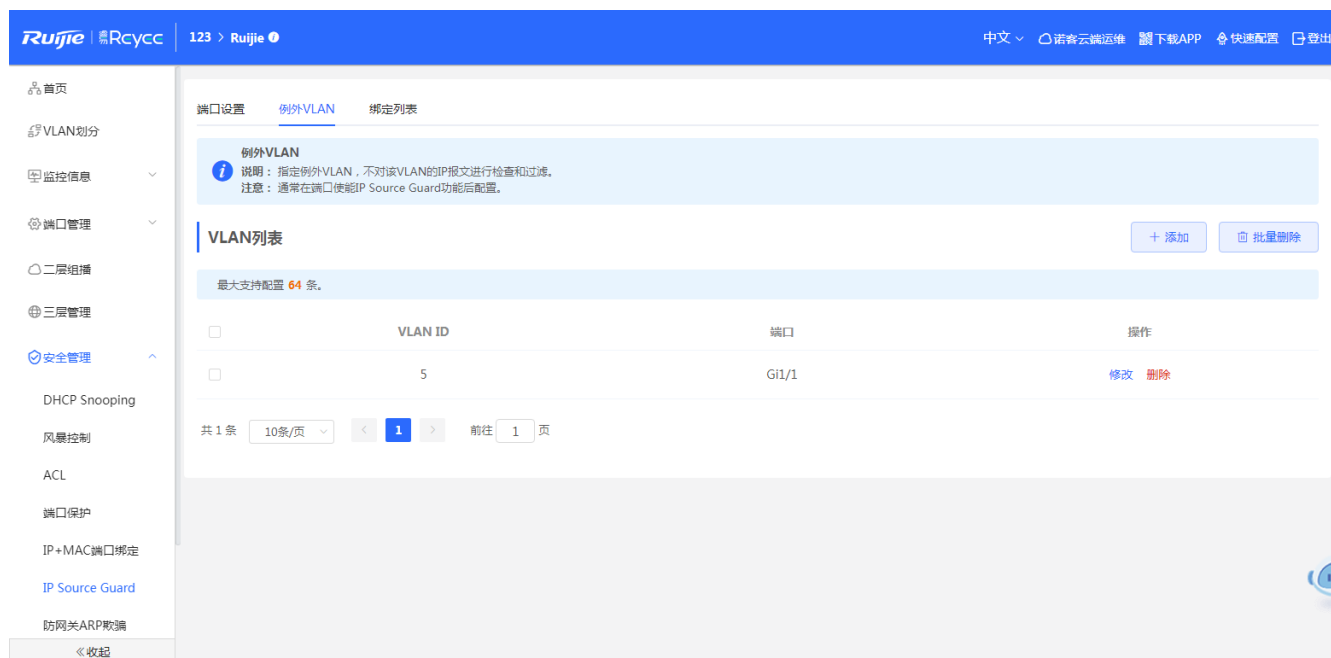 Ruijie Rcycc 123 > Ruijie 中文 诺客云端运维 下载APP 快速配置 登出
首页
VLAN划分
监控信息
端口管理
二层组播
三层管理
安全管理
DHCP Snooping
风暴控制
ACL
端口保护
IP+MAC端口绑定
IP Source Guard
防网关ARP欺骗
《收起
端口设置 例外VLAN 绑定列表
例外VLAN
说明： 指定例外VLAN，不对该VLAN的IP报文进行检查和过滤。
注意： 通常在端口使能IP Source Guard功能后配置。
VLAN列表 + 添加 批量删除
最大支持配置 64 条。
VLAN ID 端口 操作
5 Gi1/1 修改 删除
共 1 条 10条/页 < 1 > 前往 1 页